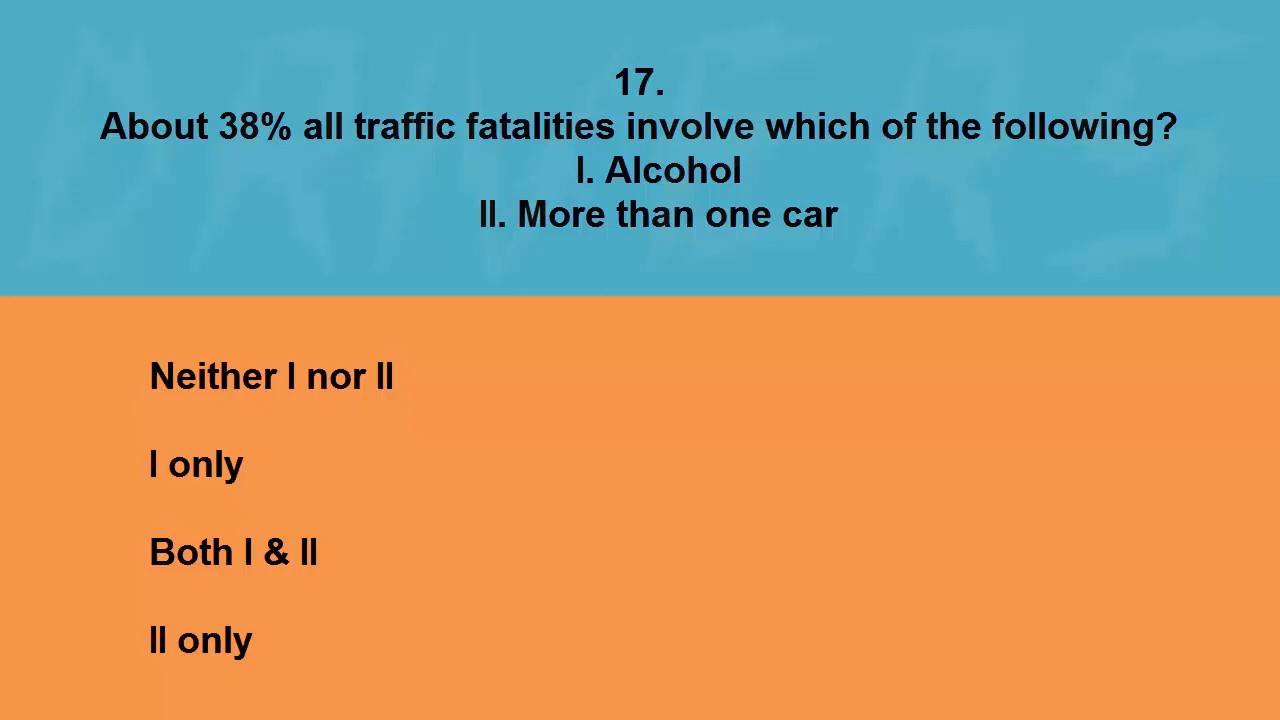 DRIVERS
17.
About 38% all traffic fatalities involve which of the following?
I. Alcohol
II. More than one car
Neither I nor II
I only
Both I & II
II only